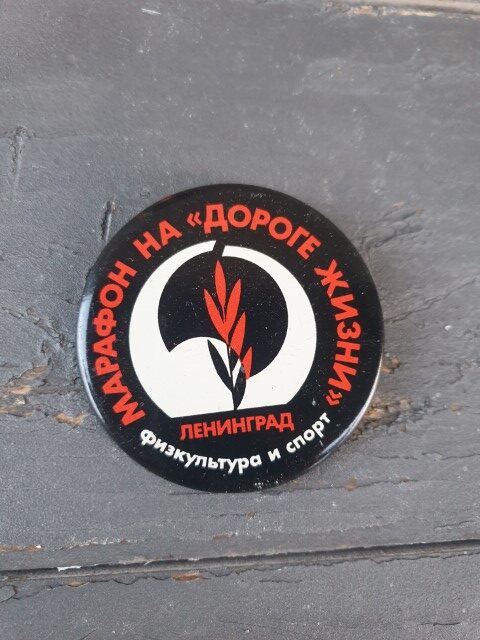 МАРАФОН НА «ДОРОГЕ ЖИЗНИ»
ЛЕНИНГРАД
физкультура и спорт